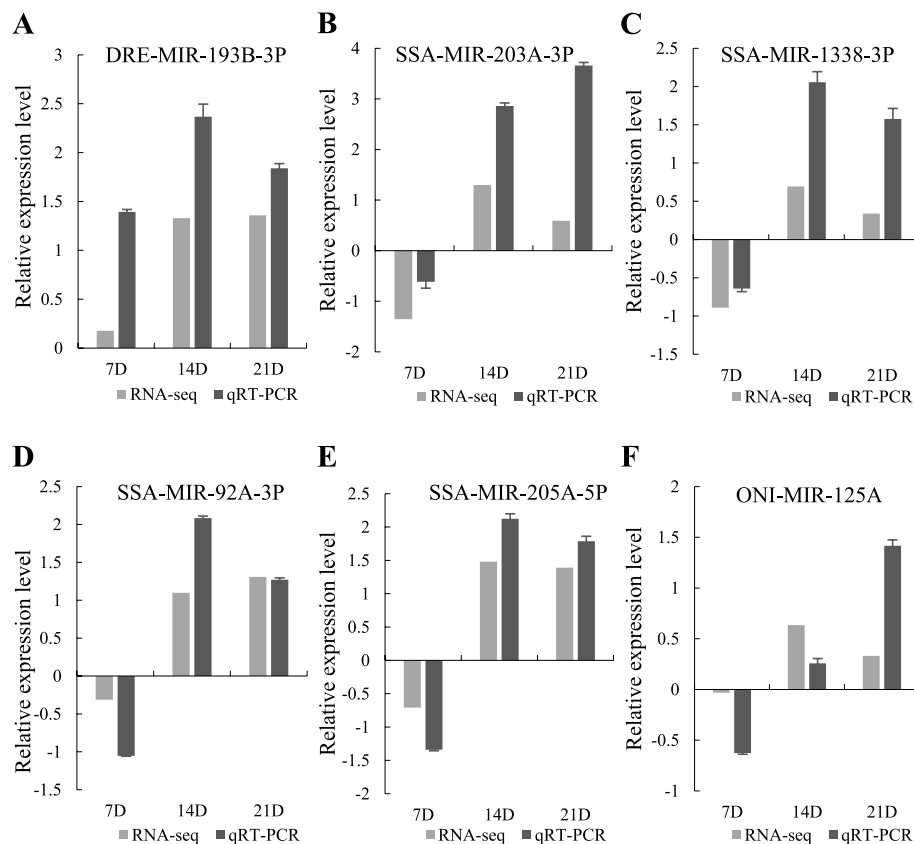 A
DRE-MIR-193B-3P
Relative expression level
3
2.5
2
1.5
1
0.5
0
7D 14D 21D
RNA-seq qRT-PCR
B
SSA-MIR-203A-3P
Relative expression level
4
3
2
1
0
-1
-2
7D 14D 21D
RNA-seq qRT-PCR
C
SSA-MIR-1338-3P
Relative expression level
2.5
2
1.5
1
0.5
0
-0.5
-1
-1.5
7D 14D 21D
RNA-seq qRT-PCR
D
SSA-MIR-92A-3P
Relative expression level
2.5
2
1.5
1
0.5
0
-0.5
-1
-1.5
7D 14D 21D
RNA-seq qRT-PCR
E
SSA-MIR-205A-5P
Relative expression level
2.5
2
1.5
1
0.5
0
-0.5
-1
-1.5
-2
7D 14D 21D
RNA-seq qRT-PCR
F
ONI-MIR-125A
Relative expression level
2
1.5
1
0.5
0
-0.5
-1
7D 14D 21D
RNA-seq qRT-PCR